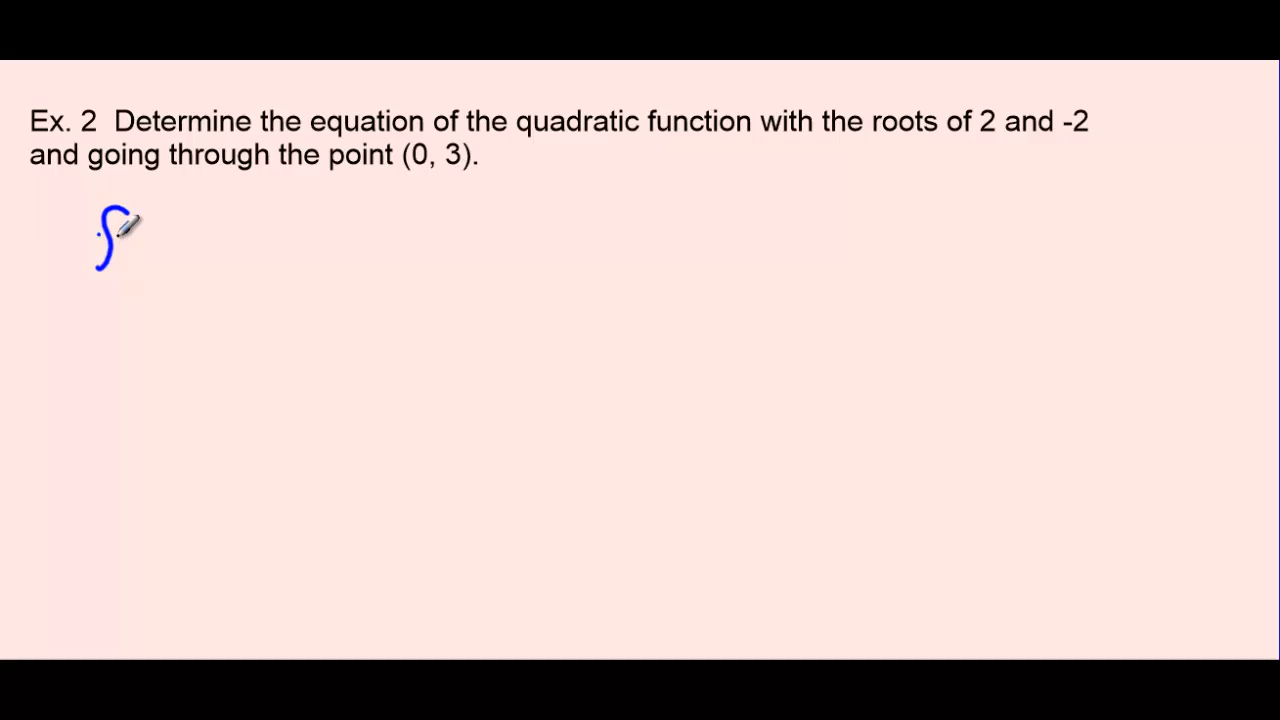 Ex. 2  Determine the equation of the quadratic function with the roots of 2 and -2
and going through the point (0, 3).
f